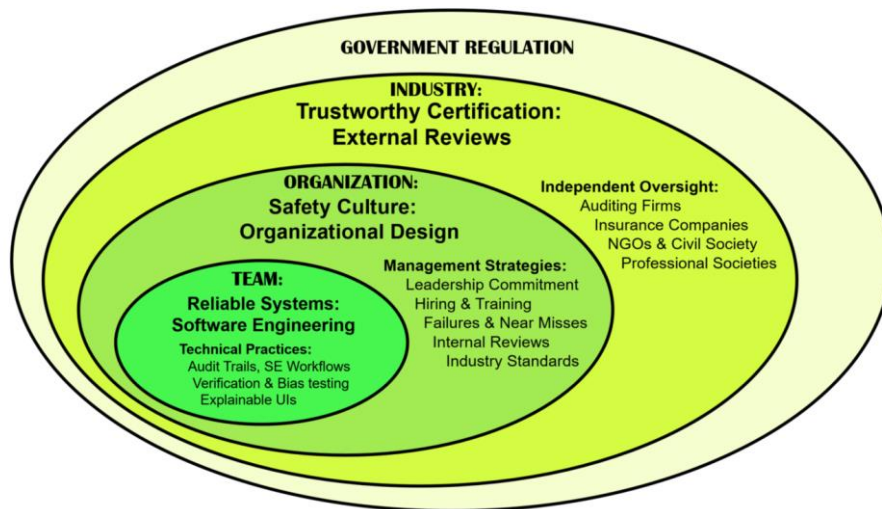 GOVERNMENT REGULATION
INDUSTRY:
Trustworthy Certification:
External Reviews
ORGANIZATION:
Safety Culture:
Organizational Design
TEAM:
Reliable Systems:
Software Engineering
Technical Practices:
Audit Trails, SE Workflows
Verification & Bias testing
Explainable UIs
Management Strategies:
Leadership Commitment
Hiring & Training
Failures & Near Misses
Internal Reviews
Industry Standards
Independent Oversight:
Auditing Firms
Insurance Companies
NGOs & Civil Society
Professional Societies